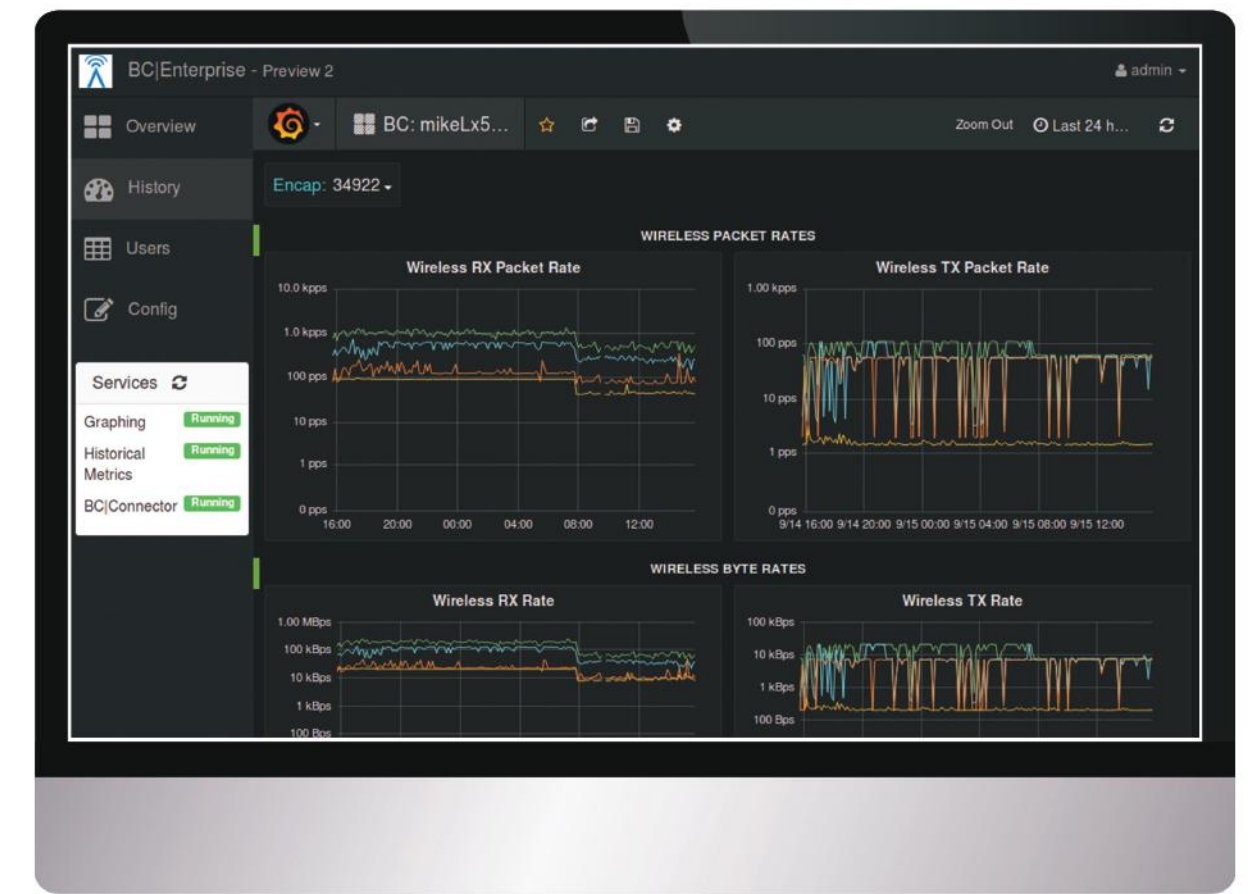 BC|Enterprise - Preview 2
admin
Overview
BC: mikeLx5...
Zoom Out
Last 24 h...
History
Encap: 34922
Users
Config
Services
Graphing Running
Historical Running
Metrics
BC|Connector Running
WIRELESS PACKET RATES
Wireless RX Packet Rate
10.0 kpps
1.0 kpps
100 pps
10 pps
1 pps
0 pps
16:00 20:00 00:00 04:00 08:00 12:00
Wireless TX Packet Rate
1.00 kpps
100 pps
10 pps
1 pps
0 pps
9/14 16:00 9/14 20:00 9/15 00:00 9/15 04:00 9/15 08:00 9/15 12:00
WIRELESS BYTE RATES
Wireless RX Rate
1.00 MBps
100 kBps
10 kBps
1 kBps
100 Bps
Wireless TX Rate
100 kBps
10 kBps
1 kBps
100 Bps